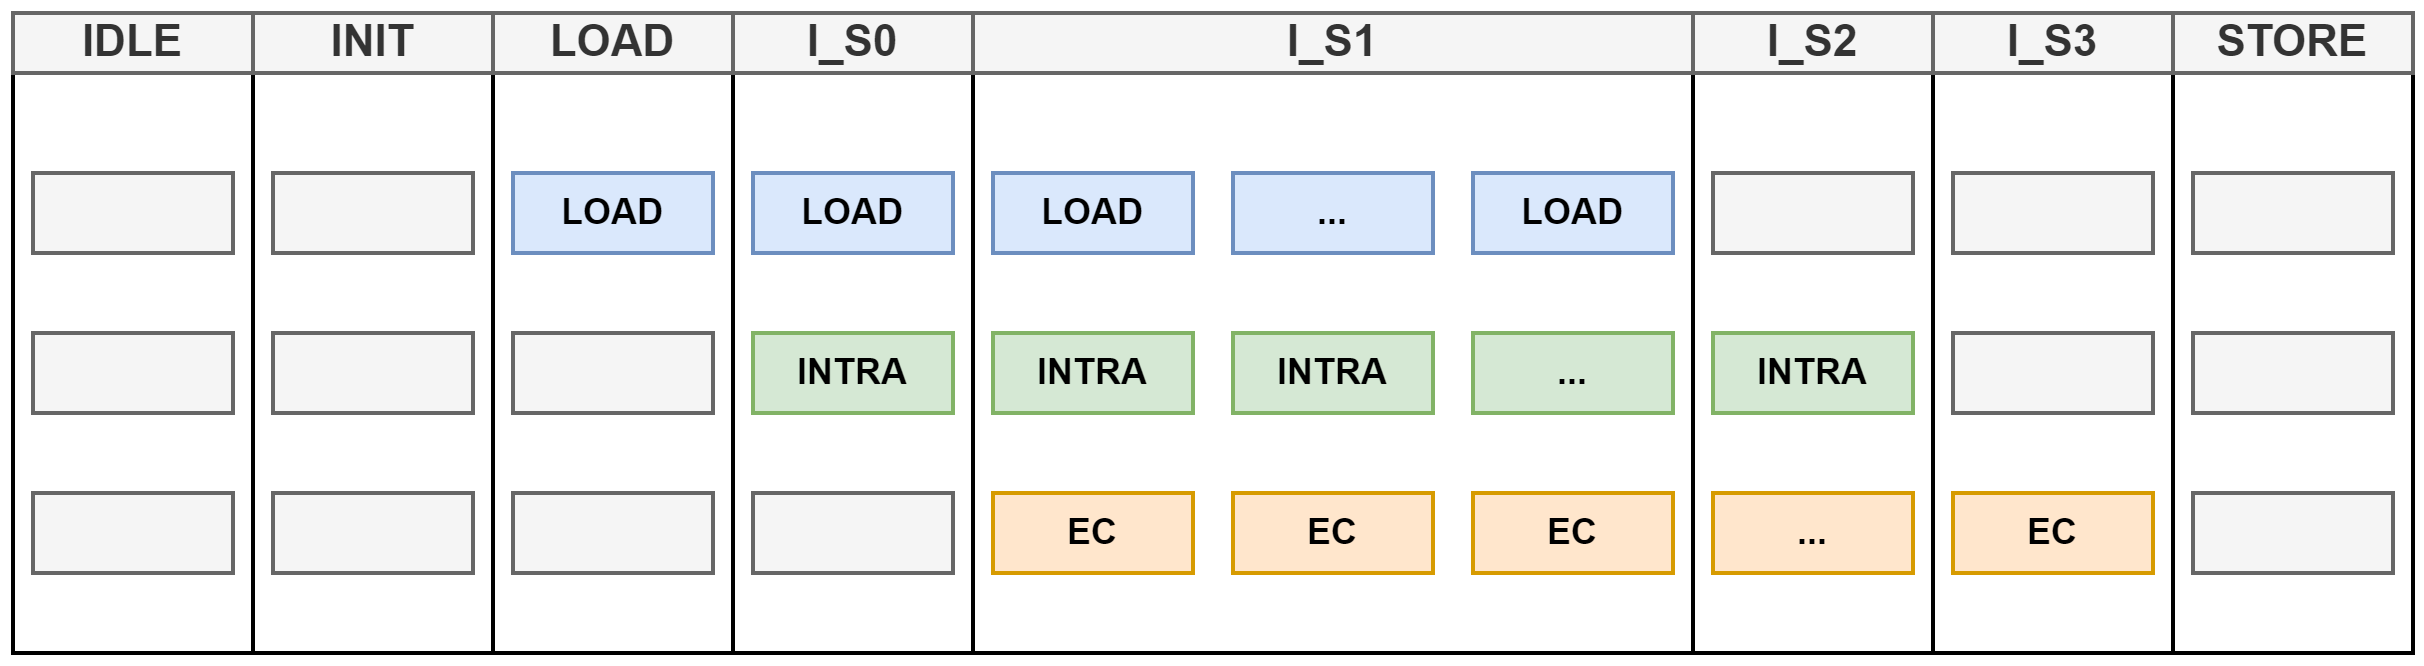 IDLE INIT LOAD I_S0 I_S1 I_S2 I_S3 STORE
LOAD LOAD LOAD ... LOAD
INTRA INTRA INTRA ... INTRA
EC EC EC ... EC